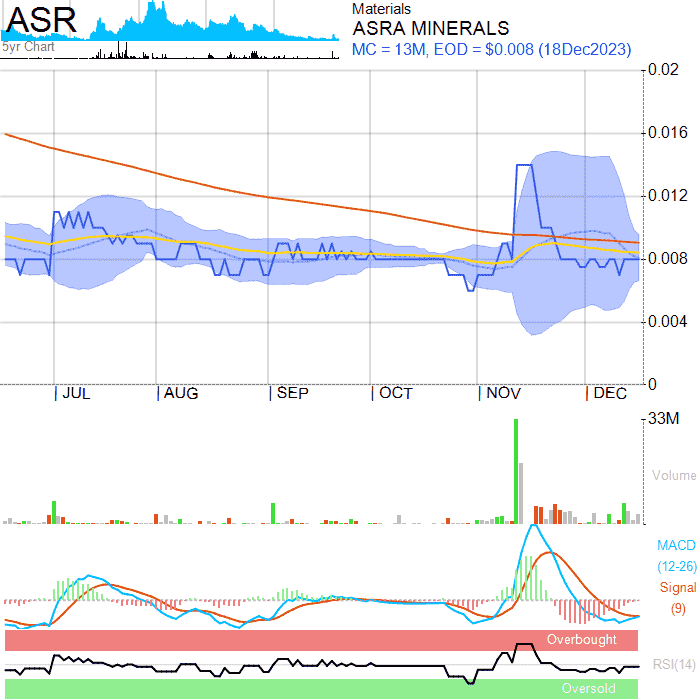 ASR
5yr Chart
Materials
ASRA MINERALS
MC = 13M, EOD = $0.008 (18Dec2023)
0.02
0.016
0.012
0.008
0.004
0
JUL
AUG
SEP
OCT
NOV
DEC
33M
Volume
MACD
(12-26)
Signal
(9)
Overbought
RSI(14)
Oversold